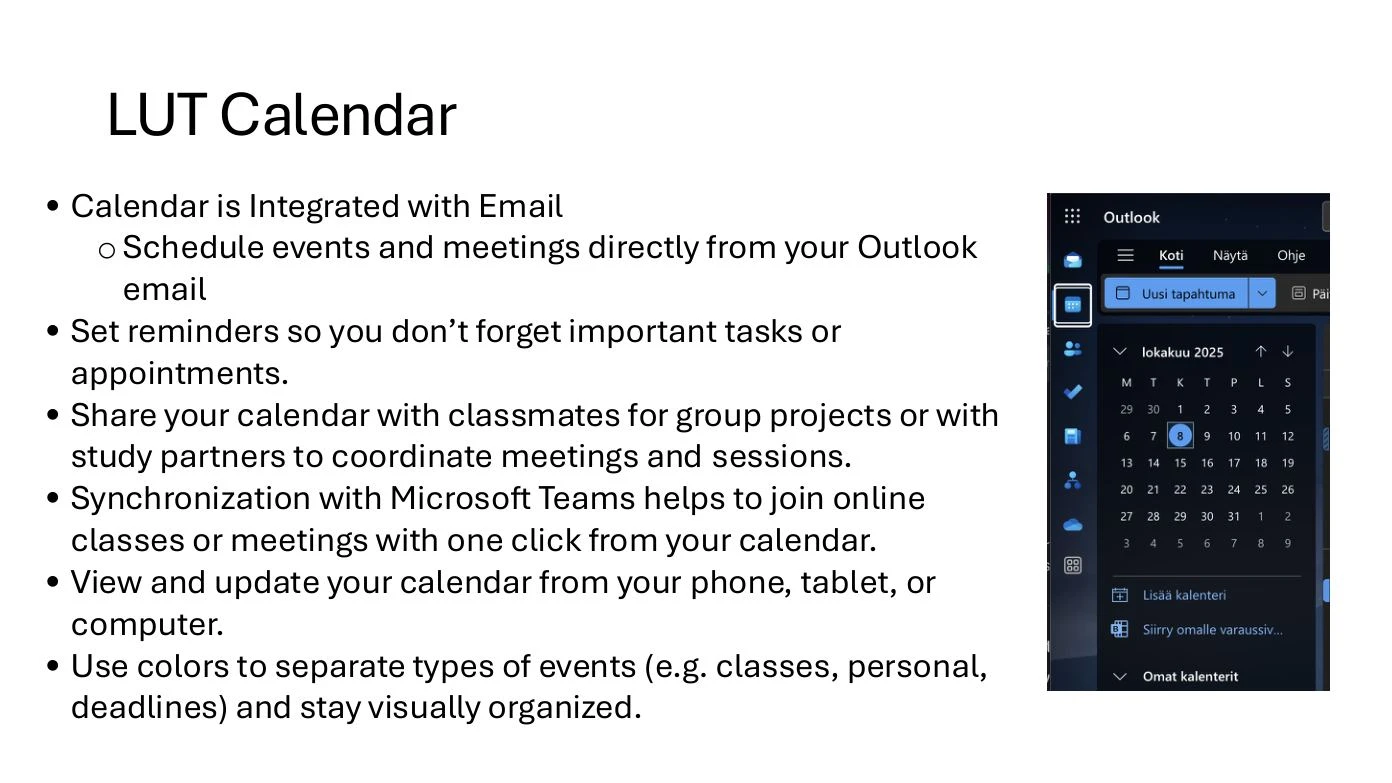 LUT Calendar
• Calendar is Integrated with Email
o Schedule events and meetings directly from your Outlook
email
• Set reminders so you don’t forget important tasks or
appointments.
• Share your calendar with classmates for group projects or with
study partners to coordinate meetings and sessions.
• Synchronization with Microsoft Teams helps to join online
classes or meetings with one click from your calendar.
• View and update your calendar from your phone, tablet, or
computer.
• Use colors to separate types of events (e.g. classes, personal,
deadlines) and stay visually organized.
Outlook
Koti Näytä Ohje
Uusi tapahtuma Päi
lokakuu 2025
M T K T P L S
29 30 1 2 3 4 5
6 7 8 9 10 11 12
13 14 15 16 17 18 19
20 21 22 23 24 25 26
27 28 29 30 31 1 2
3 4 5 6 7 8 9
Lisää kalenteri
Siirry omalle varaussiv...
Omat kalenterit